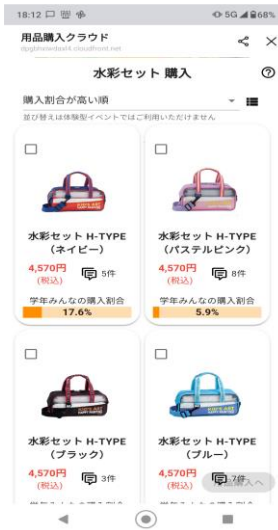 18:12
5G 68%
用品購入クラウド
水彩セット 購入
購入割合が高い順
並び替えは体験型イベントではご利用いただけません
水彩セット H-TYPE
(ネイビー)
4,570円
(税込)
5件
学年みんなの購入割合
17.6%
水彩セット H-TYPE
(パステルピンク)
4,570円
(税込)
8件
学年みんなの購入割合
5.9%
水彩セット H-TYPE
(ブラック)
4,570円
(税込)
3件
水彩セット H-TYPE
(ブルー)
4,570円
(税込)
7件
購入へ